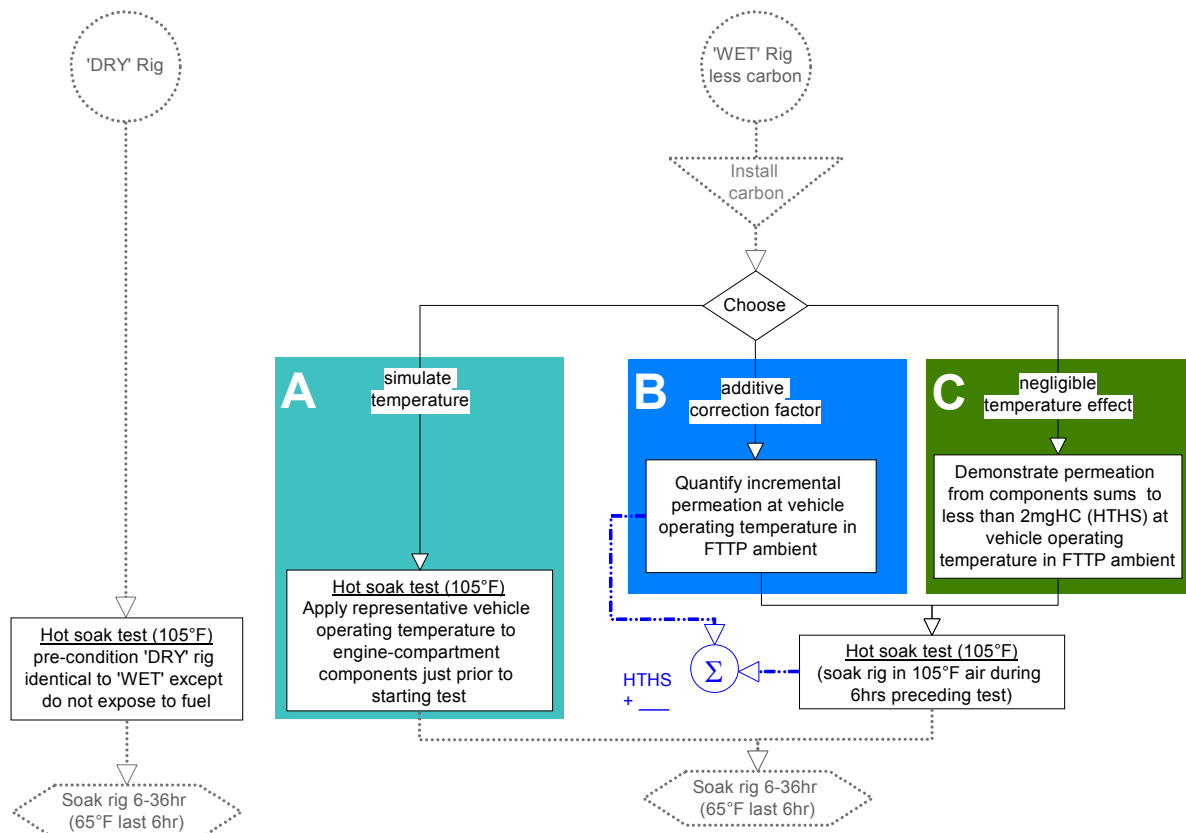 'DRY' Rig
'WET' Rig
less carbon
Install
carbon
Choose
A
simulate
temperature
B
additive
correction factor
C
negligible
temperature effect
Quantify incremental
permeation at vehicle
operating temperature in
FTTP ambient
Demonstrate permeation
from components sums to
less than 2mgHC (HTHS) at
vehicle operating
temperature in FTTP ambient
Hot soak test (105°F)
pre-condition 'DRY' rig
identical to 'WET' except
do not expose to fuel
Hot soak test (105°F)
Apply representative vehicle
operating temperature to
engine-compartment
components just prior to
starting test
HTHS
+ ___
Σ
Hot soak test (105°F)
(soak rig in 105°F air during
6hrs preceding test)
Soak rig 6-36hr
(65°F last 6hr)
Soak rig 6-36hr
(65°F last 6hr)